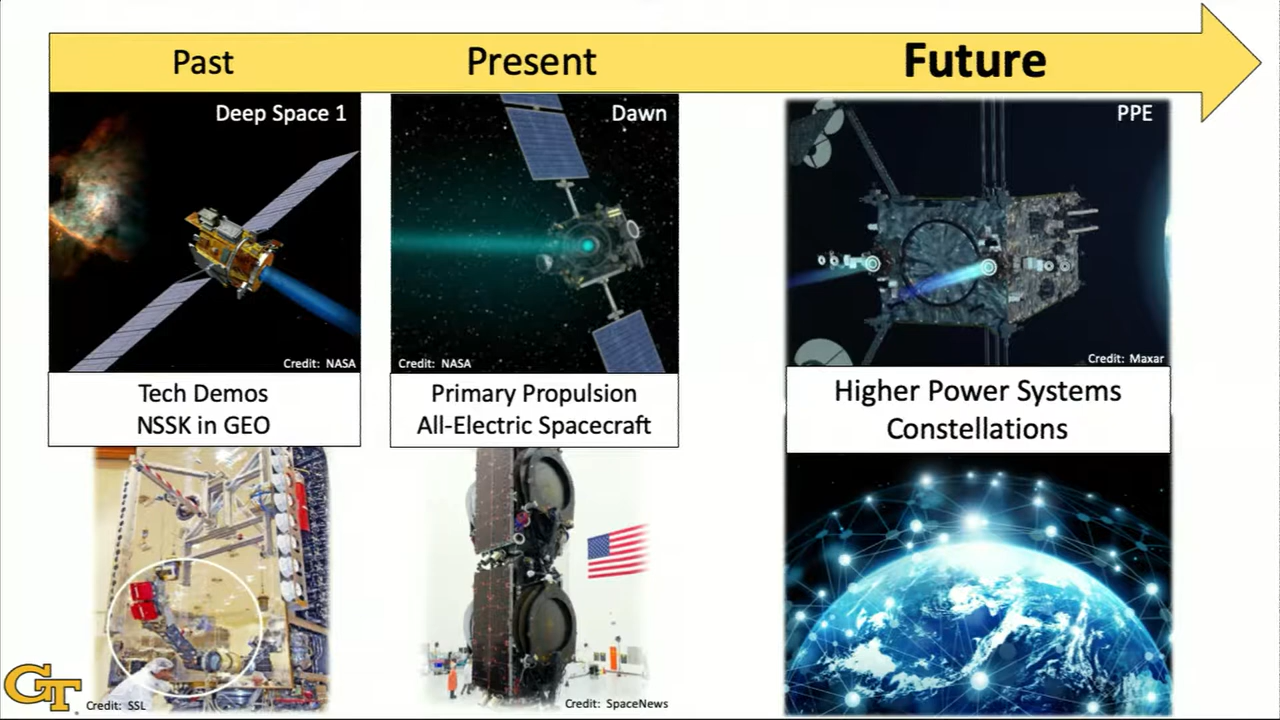 Past
Present
Future
Deep Space 1
Credit: NASA
Tech Demos
NSSK in GEO
Credit: SSL
Dawn
Credit: NASA
Primary Propulsion
All-Electric Spacecraft
Credit: SpaceNews
PPE
Credit: Maxar
Higher Power Systems
Constellations
GT